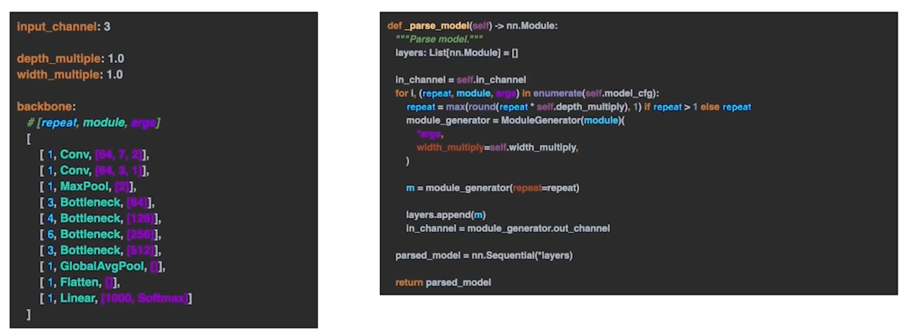 input_channel: 3
depth_multiple: 1.0
width_multiple: 1.0
backbone:
# [repeat, module, args]
[
[ 1, Conv, [64, 7, 2]],
[ 1, Conv, [64, 3, 1]],
[ 1, MaxPool, [2]],
[ 3, Bottleneck, [64]],
[ 4, Bottleneck, [128]],
[ 6, Bottleneck, [256]],
[ 3, Bottleneck, [512]],
[ 1, GlobalAvgPool, []],
[ 1, Flatten, []],
[ 1, Linear, [1000, Softmax]]
]
def _parse_model(self) -> nn.Module:
"""Parse model."""
layers: List[nn.Module] = []
in_channel = self.in_channel
for i, (repeat, module, args) in enumerate(self.model_cfg):
repeat = max(round(repeat * self.depth_multiply), 1) if repeat > 1 else repeat
module_generator = ModuleGenerator(module)(
*args,
width_multiply=self.width_multiply,
)
m = module_generator(repeat=repeat)
layers.append(m)
in_channel = module_generator.out_channel
parsed_model = nn.Sequential(*layers)
return parsed_model